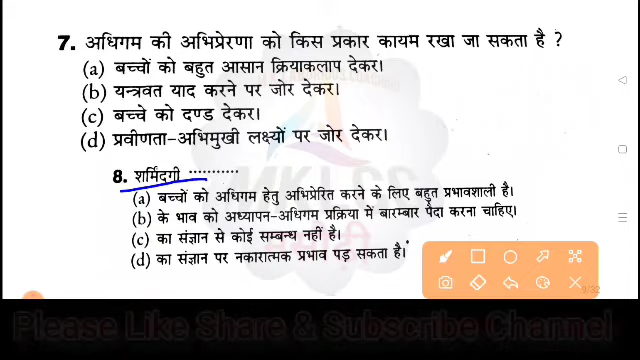 7. अधिगम की अभिप्रेरणा को किस प्रकार कायम रखा जा सकता है ?
(a) बच्चों को बहुत आसान क्रियाकलाप देकर।
(b) यन्त्रवत याद करने पर जोर देकर।
(c) बच्चे को दण्ड देकर।
(d) प्रवीणता-अभिमुखी लक्ष्यों पर जोर देकर।
8. शर्मिंदगी ...........
(a) बच्चों को अधिगम हेतु अभिप्रेरित करने के लिए बहुत प्रभावशाली है।
(b) के भाव को अध्यापन-अधिगम प्रक्रिया में बारम्बार पैदा करना चाहिए।
(c) का संज्ञान से कोई सम्बन्ध नहीं है।
(d) का संज्ञान पर नकारात्मक प्रभाव पड़ सकता है।
9/32
Please Like Share & Subscribe Channel